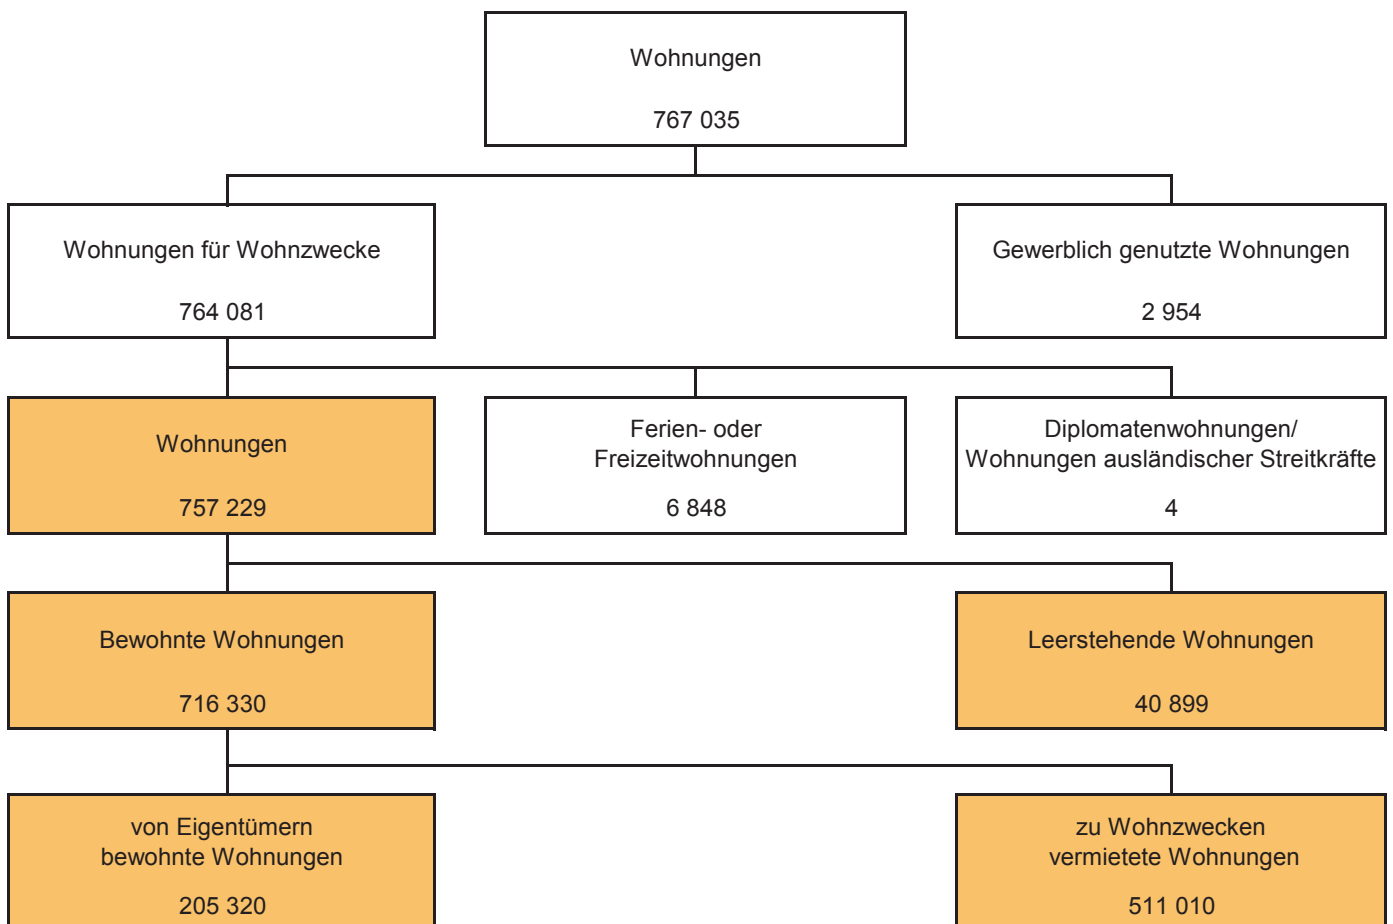 Wohnungen
767 035
Wohnungen für Wohnzwecke
764 081
Gewerblich genutzte Wohnungen
2 954
Wohnungen
757 229
Ferien- oder
Freizeitwohnungen
6 848
Diplomatenwohnungen/
Wohnungen ausländischer Streitkräfte
4
Bewohnte Wohnungen
716 330
Leerstehende Wohnungen
40 899
von Eigentümern
bewohnte Wohnungen
205 320
zu Wohnzwecken
vermietete Wohnungen
511 010